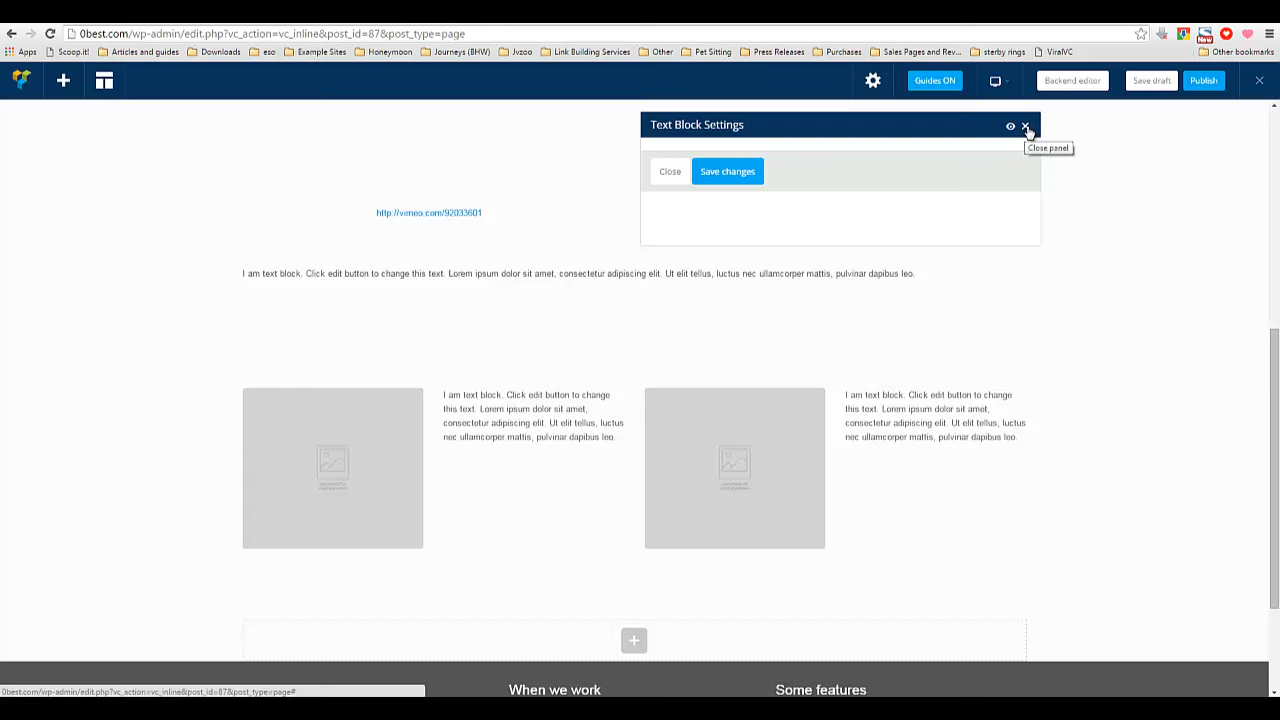 0best.com/wp-admin/edit.php?vc_action=vc_inline&post_id=87&post_type=page
Apps Scoop.it! Articles and guides Downloads eso Example Sites Honeymoon Journeys (BHW) Jvzoo Link Building Services Other Pet Sitting Press Releases Purchases Sales Pages and Rev... sterby rings ViralVC Other bookmarks
Guides ON Backend editor Save draft Publish
Text Block Settings
Close panel
Close Save changes
http://vimeo.com/92033601
I am text block. Click edit button to change this text. Lorem ipsum dolor sit amet, consectetur adipiscing elit. Ut elit tellus, luctus nec ullamcorper mattis, pulvinar dapibus leo.
I am text block. Click edit button to change
this text. Lorem ipsum dolor sit amet,
consectetur adipiscing elit. Ut elit tellus, luctus
nec ullamcorper mattis, pulvinar dapibus leo.
I am text block. Click edit button to change
this text. Lorem ipsum dolor sit amet,
consectetur adipiscing elit. Ut elit tellus, luctus
nec ullamcorper mattis, pulvinar dapibus leo.
0best.com/wp-admin/edit.php?vc_action=vc_inline&post_id=87&post_type=page#
When we work
Some features